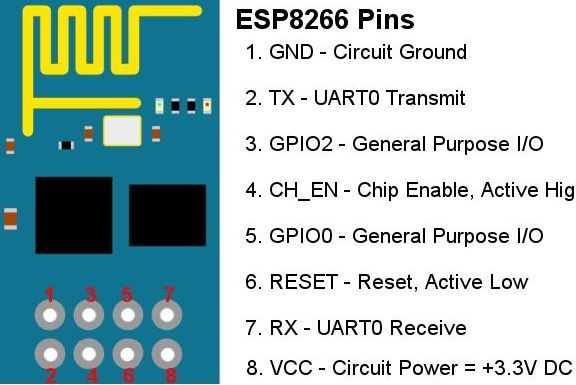 ESP8266 Pins
1. GND - Circuit Ground
2. TX - UART0 Transmit
3. GPIO2 - General Purpose I/O
4. CH_EN - Chip Enable, Active Hig
5. GPIO0 - General Purpose I/O
6. RESET - Reset, Active Low
7. RX - UART0 Receive
8. VCC - Circuit Power = +3.3V DC
1 3 5 7
2 4 6 8